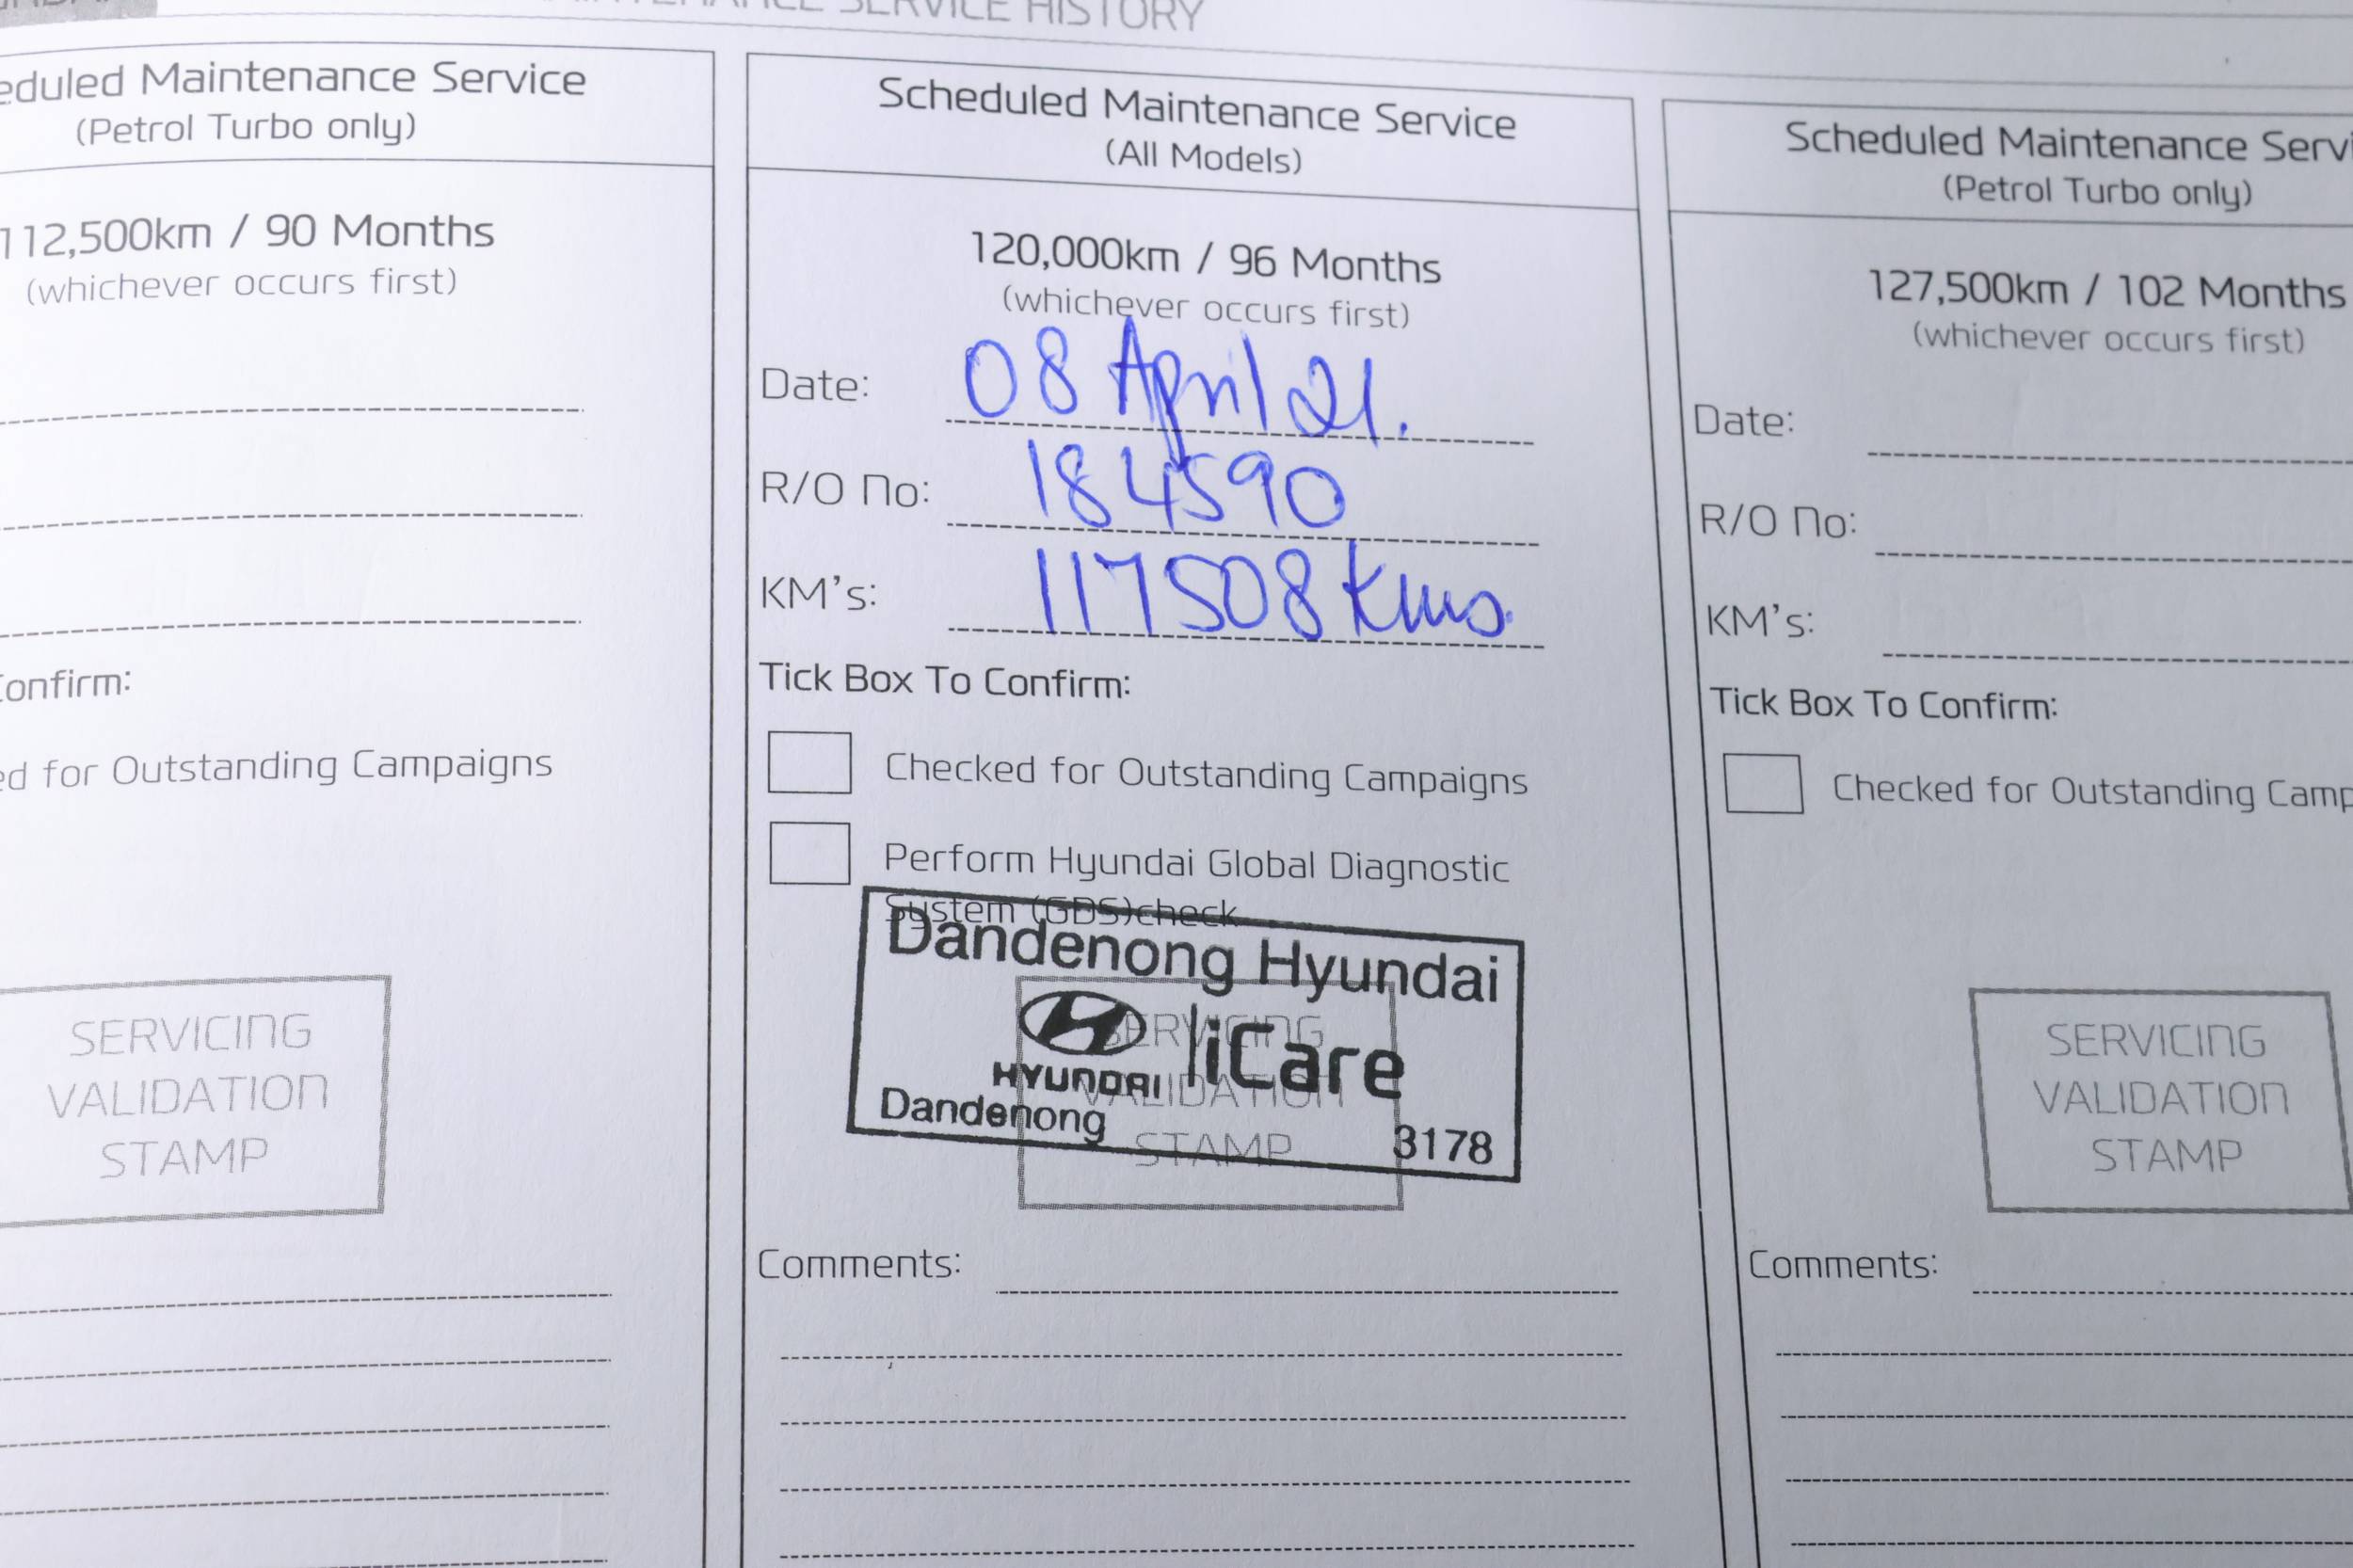 MAINTENANCE SERVICE HISTORY
Maintenance Service
(Petrol Turbo only)
112,500km / 90 Months
(whichever occurs first)
Confirm:
for Outstanding Campaigns
SERVICING
VALIDATION
STAMP
Scheduled Maintenance Service
(All Models)
120,000km / 96 Months
(whichever occurs first)
Date: 08 April 21.
R/O No: 184590
KM's: 117508 kms.
Tick Box To Confirm:
Checked for Outstanding Campaigns
Perform Hyundai Global Diagnostic
System (GDS)check
Dandenong Hyundai
HYUNDAI iCare
Dandenong 3178
SERVICING
VALIDATION
STAMP
Comments:
Scheduled Maintenance
(Petrol Turbo only)
127,500km / 102 Months
(whichever occurs first)
Date:
R/O No:
KM's:
Tick Box To Confirm:
Checked for Outstanding
SERVICING
VALIDATION
STAMP
Comments: